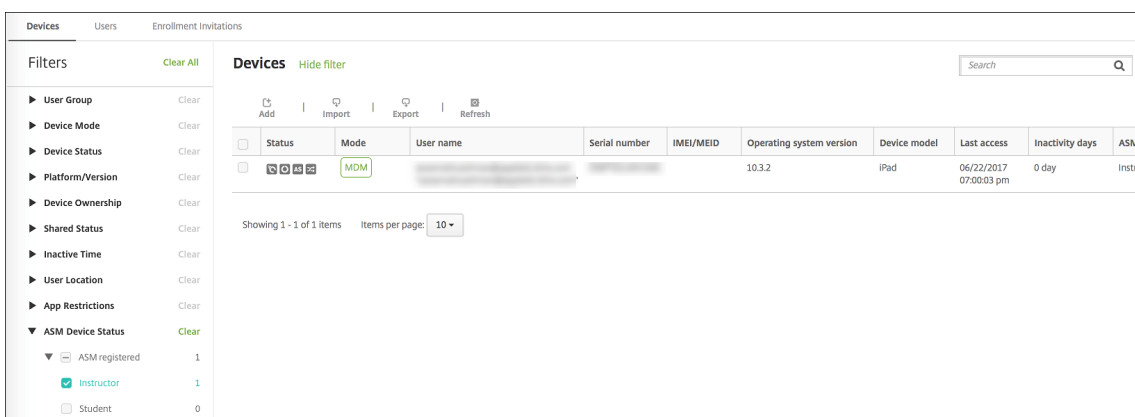 Devices Users Enrollment Invitations
Filters Clear All
User Group Clear
Device Mode Clear
Device Status Clear
Platform/Version Clear
Device Ownership Clear
Shared Status Clear
Inactive Time Clear
User Location Clear
App Restrictions Clear
ASM Device Status Clear
ASM registered 1
Instructor 1
Student 0
Devices Hide filter
Search
Add | Import | Export | Refresh
Status Mode User name Serial number IMEI/MEID Operating system version Device model Last access Inactivity days ASM
AS MDM 10.3.2 iPad 06/22/2017 0 day
07:00:03 pm
Showing 1 - 1 of 1 items Items per page: 10